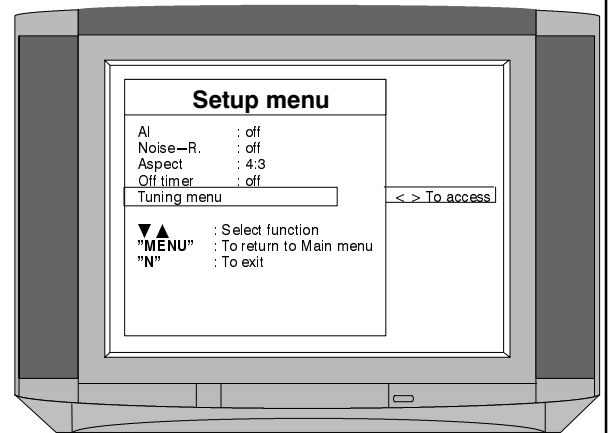 Setup menu
AI : off
Noise–R. : off
Aspect : 4:3
Off timer : off
Tuning menu < > To access
▼ ▲ : Select function
”MENU” : To return to Main menu
”N” : To exit